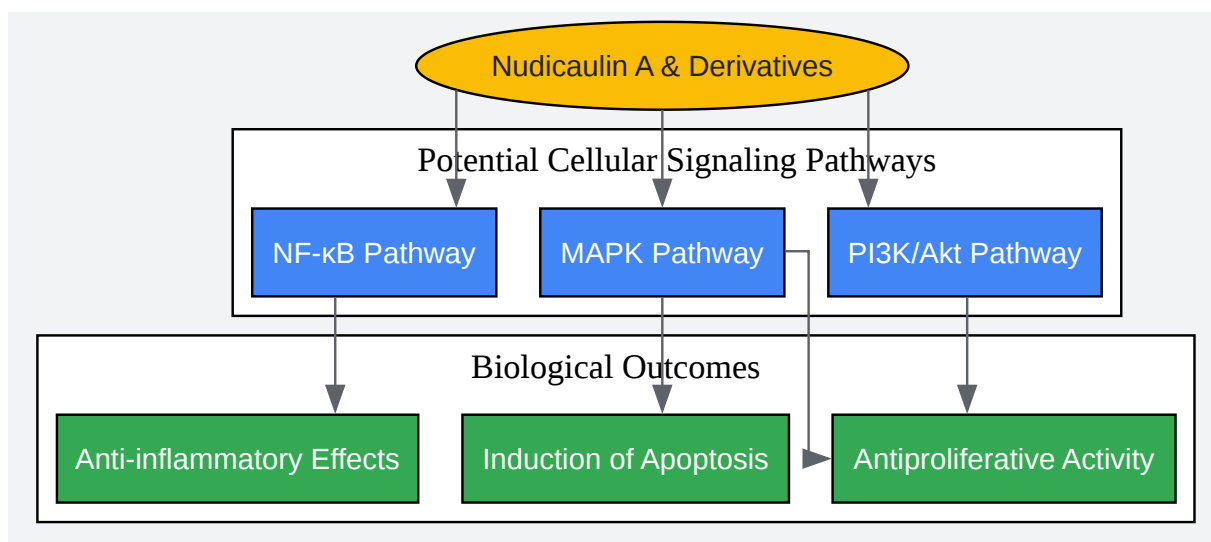 Nudicaulin A & Derivatives
Potential Cellular Signaling Pathways
NF-κB Pathway
MAPK Pathway
PI3K/Akt Pathway
Biological Outcomes
Anti-inflammatory Effects
Induction of Apoptosis
Antiproliferative Activity